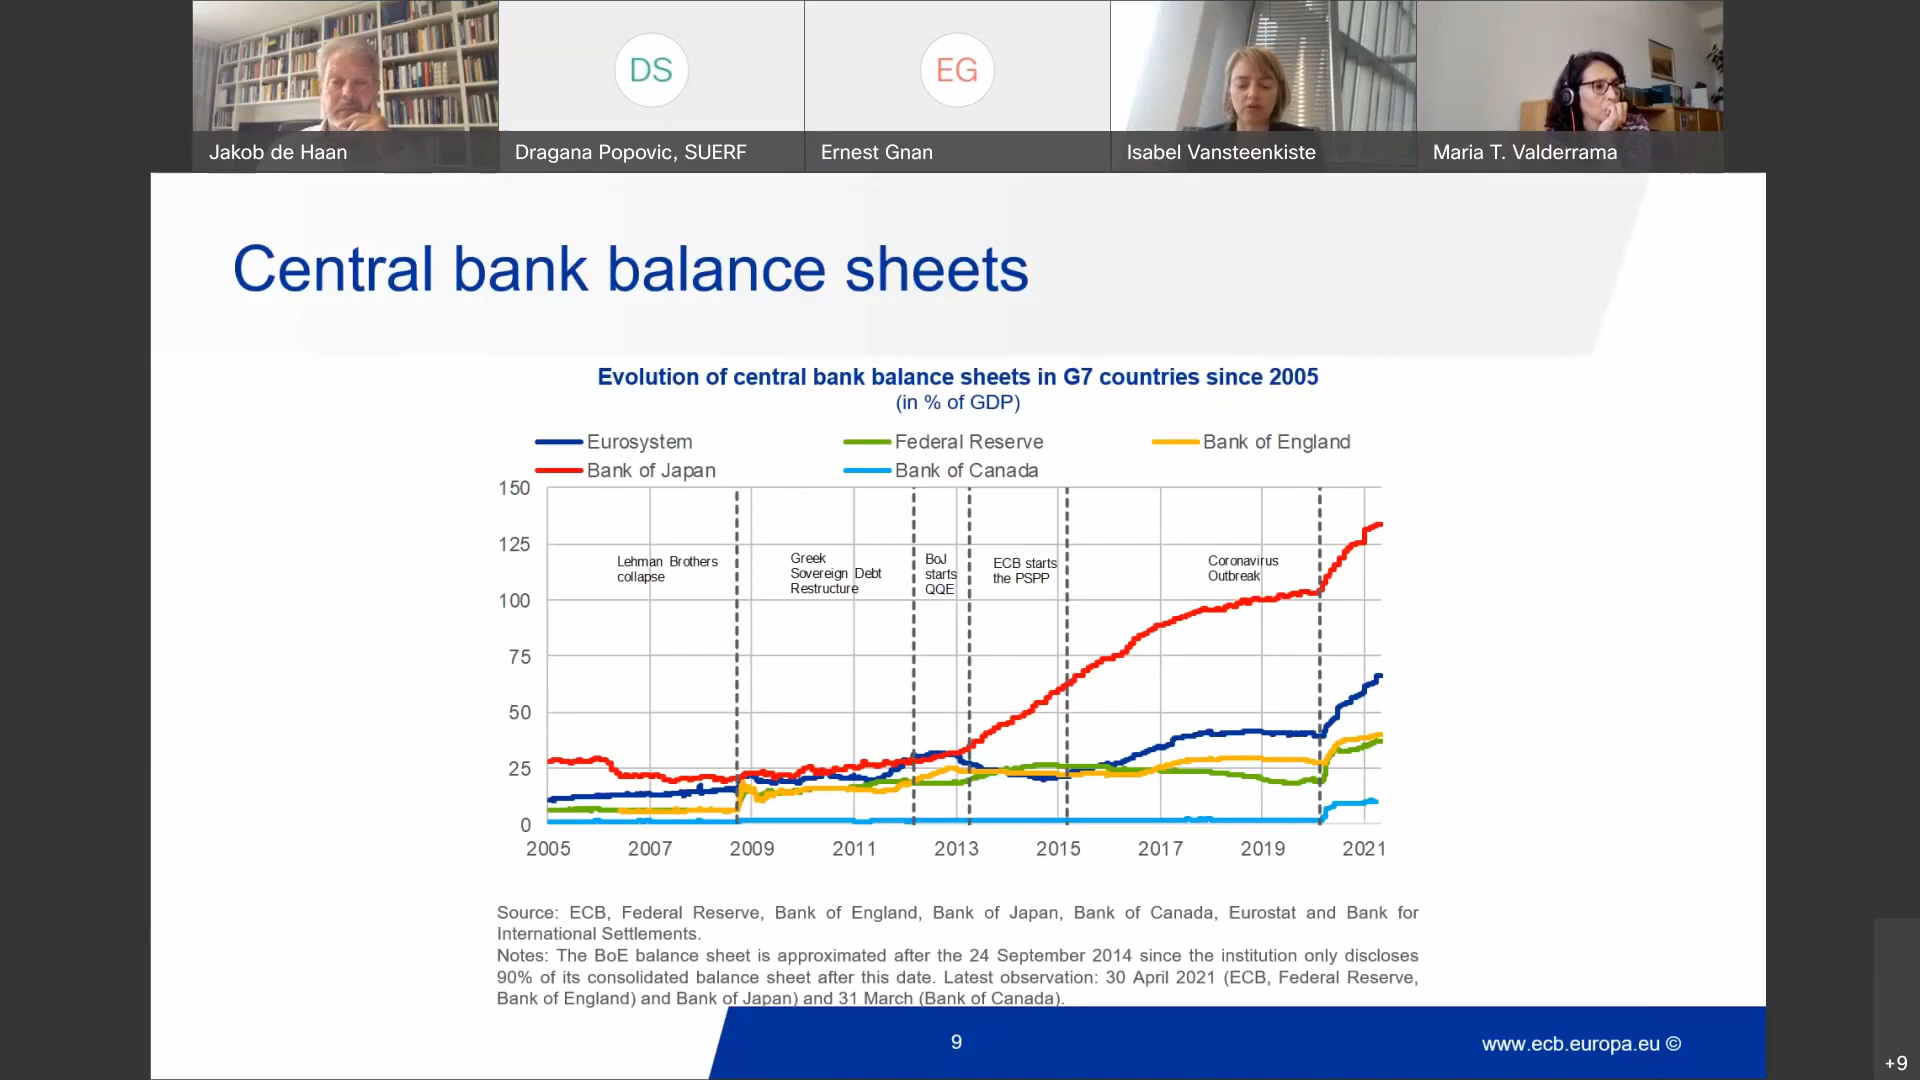 DS
EG
Jakob de Haan
Dragana Popovic, SUERF
Ernest Gnan
Isabel Vansteenkiste
Maria T. Valderrama
Central bank balance sheets
Evolution of central bank balance sheets in G7 countries since 2005
(in % of GDP)
Eurosystem
Federal Reserve
Bank of England
Bank of Japan
Bank of Canada
150
125
100
75
50
25
0
Lehman Brothers
collapse
Greek
Sovereign Debt
Restructure
BoJ
starts
QQE
ECB starts
the PSPP
Coronavirus
Outbreak
2005
2007
2009
2011
2013
2015
2017
2019
2021
Source: ECB, Federal Reserve, Bank of England, Bank of Japan, Bank of Canada, Eurostat and Bank for
International Settlements.
Notes: The BoE balance sheet is approximated after the 24 September 2014 since the institution only discloses
90% of its consolidated balance sheet after this date. Latest observation: 30 April 2021 (ECB, Federal Reserve,
Bank of England) and Bank of Japan) and 31 March (Bank of Canada).
9
www.ecb.europa.eu ©
+9